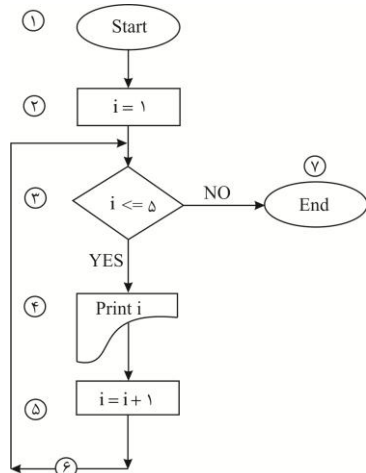 ۱
Start
۲
i = ۱
۳
i <= ۵
NO
۷
End
YES
۴
Print i
۵
i = i + ۱
۶